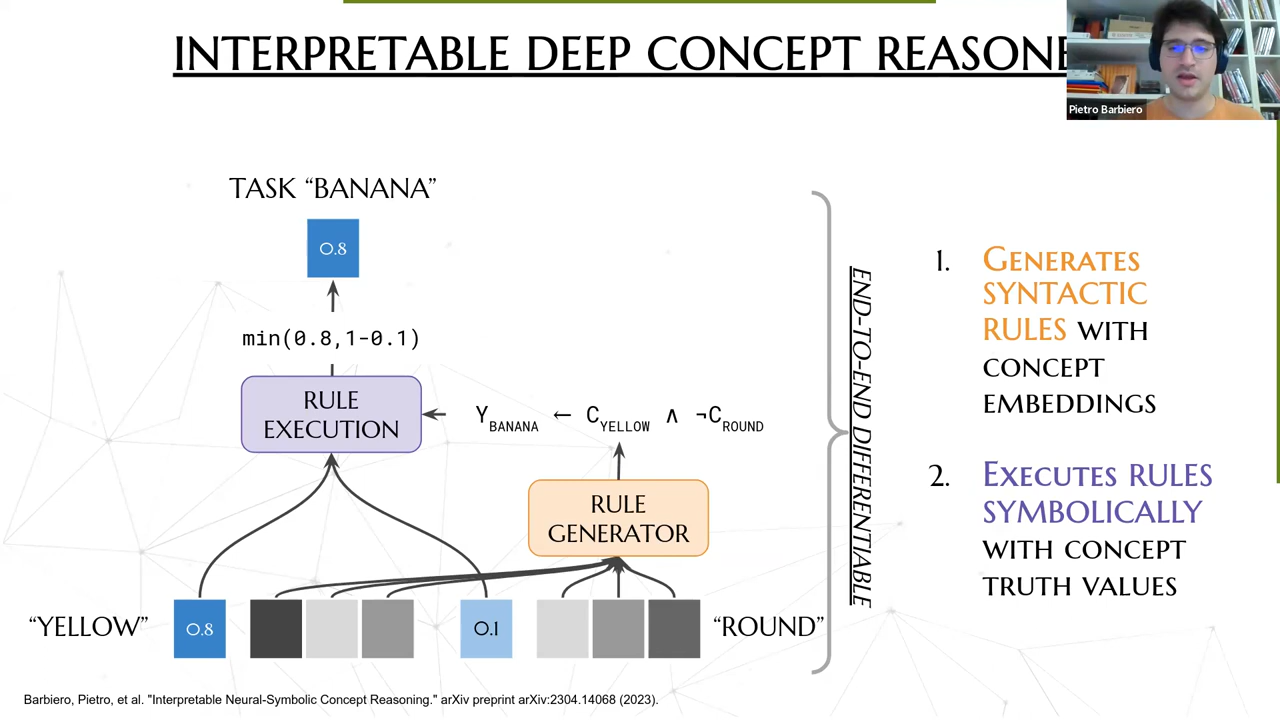 INTERPRETABLE DEEP CONCEPT REASONE
Pietro Barbiero
TASK “BANANA”
0.8
min(0.8,1-0.1)
RULE
EXECUTION
Y_BANANA ← C_YELLOW ∧ ¬C_ROUND
RULE
GENERATOR
“YELLOW”
0.8
0.1
“ROUND”
END-TO-END DIFFERENTIABLE
1. GENERATES
SYNTACTIC
RULES WITH
CONCEPT
EMBEDDINGS
2. EXECUTES RULES
SYMBOLICALLY
WITH CONCEPT
TRUTH VALUES
Barbiero, Pietro, et al. "Interpretable Neural-Symbolic Concept Reasoning." arXiv preprint arXiv:2304.14068 (2023).